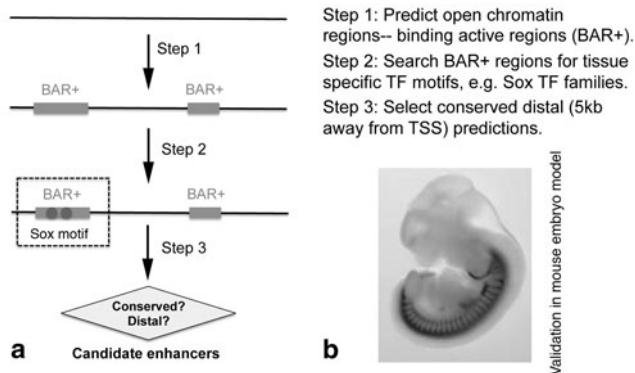 Step 1
BAR+ BAR+
Step 2
BAR+ BAR+
Sox motif
Step 3
Conserved?
Distal?
a
Candidate enhancers
Step 1: Predict open chromatin
regions-- binding active regions (BAR+).
Step 2: Search BAR+ regions for tissue
specific TF motifs, e.g. Sox TF families.
Step 3: Select conserved distal (5kb
away from TSS) predictions.
Validation in mouse embryo model
b